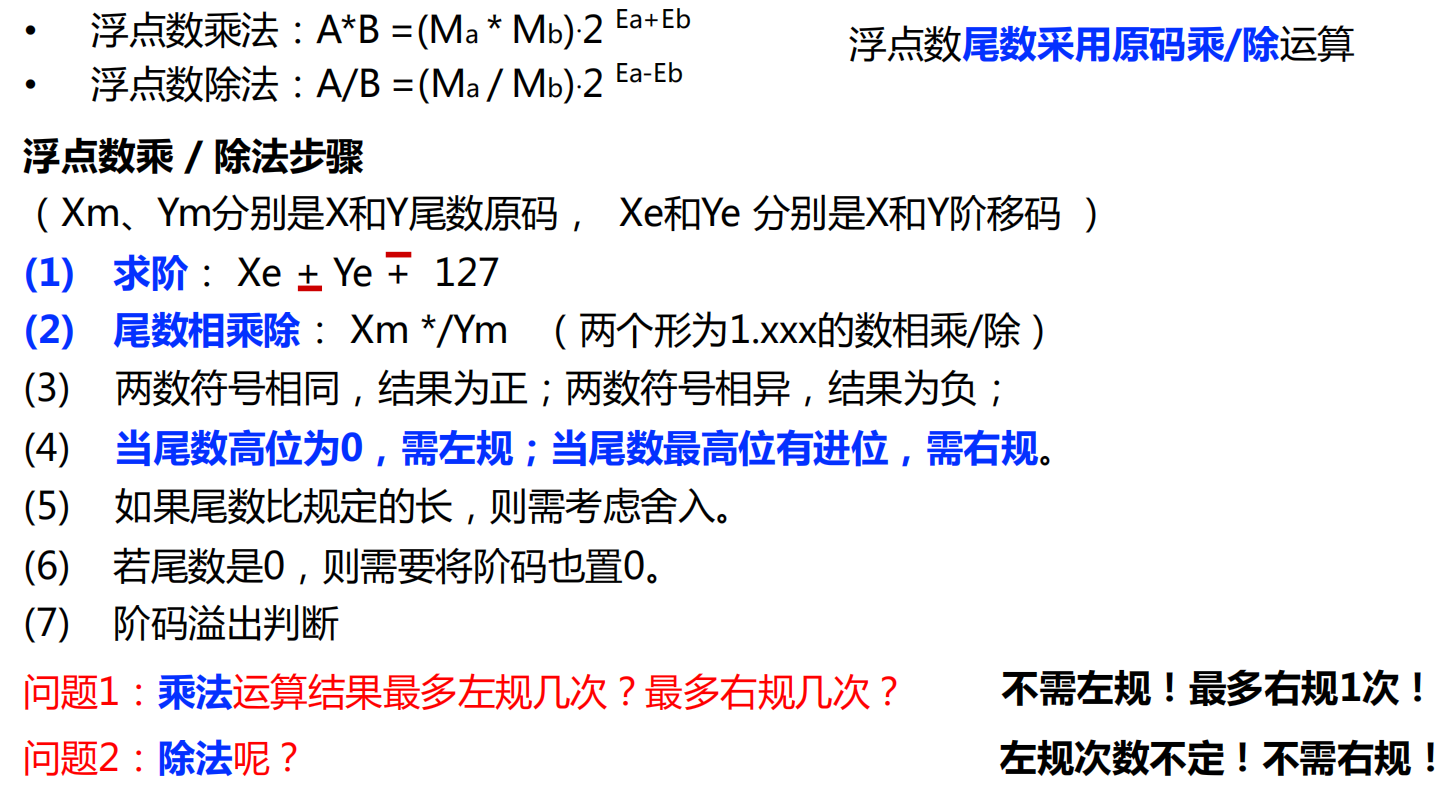 • 浮点数乘法：A*B =(Ma * Mb)·2 Ea+Eb
浮点数尾数采用原码乘/除运算
• 浮点数除法：A/B =(Ma / Mb)·2 Ea-Eb
浮点数乘 / 除法步骤
（ Xm、Ym分别是X和Y尾数原码， Xe和Ye 分别是X和Y阶移码 ）
(1) 求阶： Xe ± Ye ∓ 127
(2) 尾数相乘除： Xm */Ym （ 两个形为1.xxx的数相乘/除 ）
(3) 两数符号相同，结果为正；两数符号相异，结果为负；
(4) 当尾数高位为0，需左规；当尾数最高位有进位，需右规。
(5) 如果尾数比规定的长，则需考虑舍入。
(6) 若尾数是0，则需要将阶码也置0。
(7) 阶码溢出判断
问题1：乘法运算结果最多左规几次？最多右规几次？
不需左规！最多右规1次！
问题2：除法呢？
左规次数不定！不需右规！